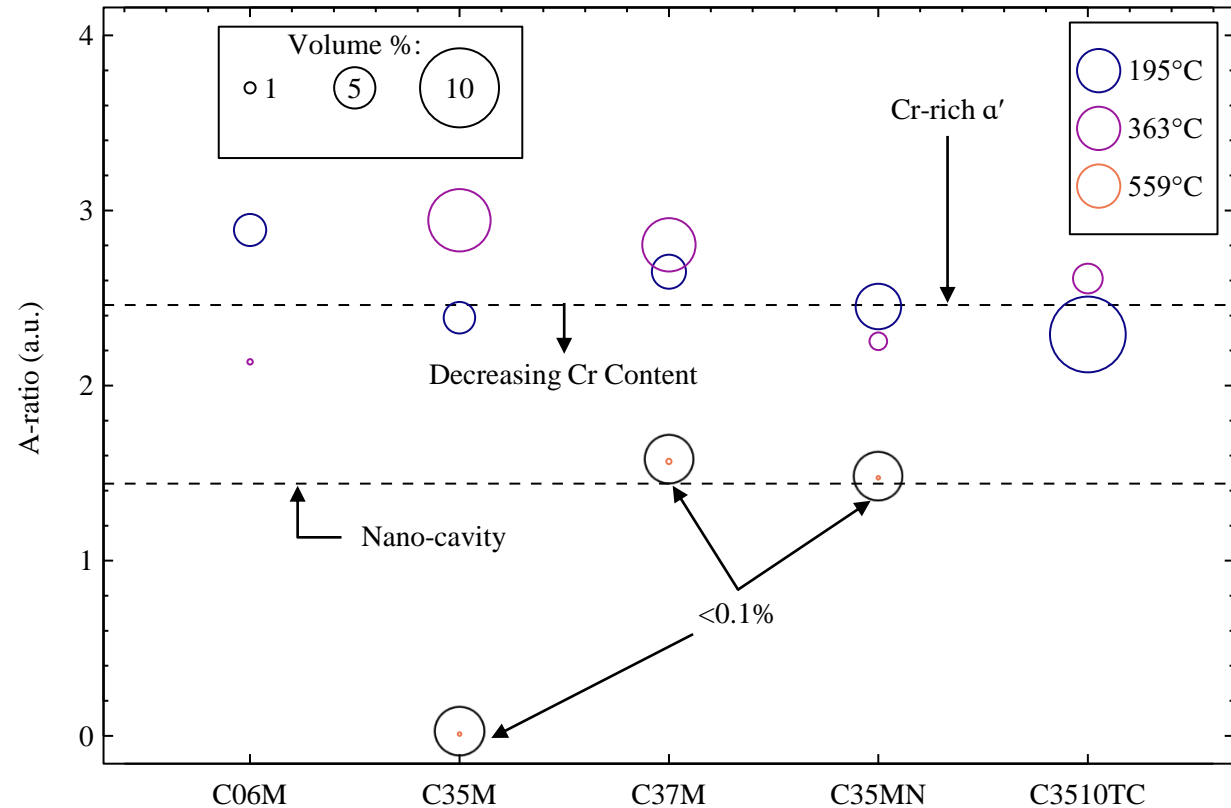 4
3
2
1
0
A-ratio (a.u.)
Volume %:
1 5 10
195°C
363°C
559°C
Cr-rich α′
Decreasing Cr Content
Nano-cavity
<0.1%
C06M C35M C37M C35MN C3510TC